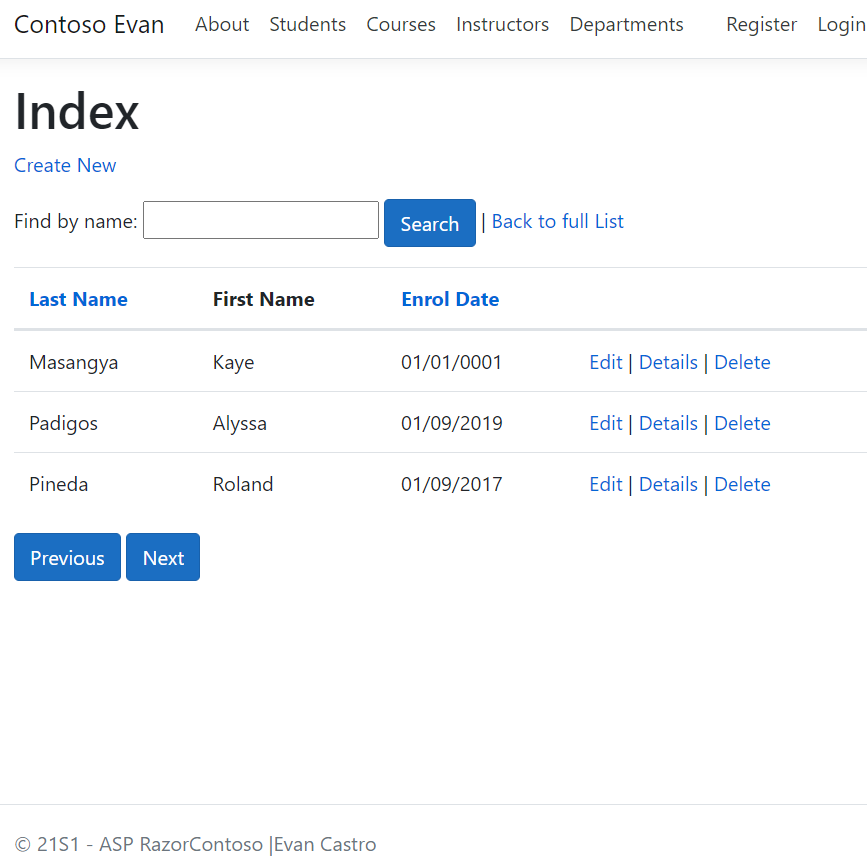 Contoso Evan About Students Courses Instructors Departments Register Login
Index
Create New
Find by name: Search | Back to full List
Last Name First Name Enrol Date
Masangya Kaye 01/01/0001 Edit | Details | Delete
Padigos Alyssa 01/09/2019 Edit | Details | Delete
Pineda Roland 01/09/2017 Edit | Details | Delete
Previous Next
© 21S1 - ASP RazorContoso |Evan Castro